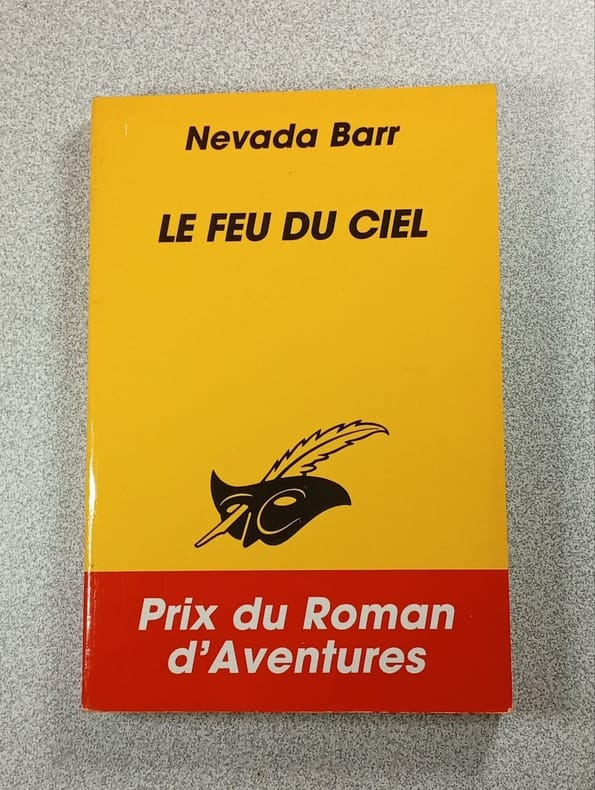 Nevada Barr
LE FEU DU CIEL
Prix du Roman
d'Aventures